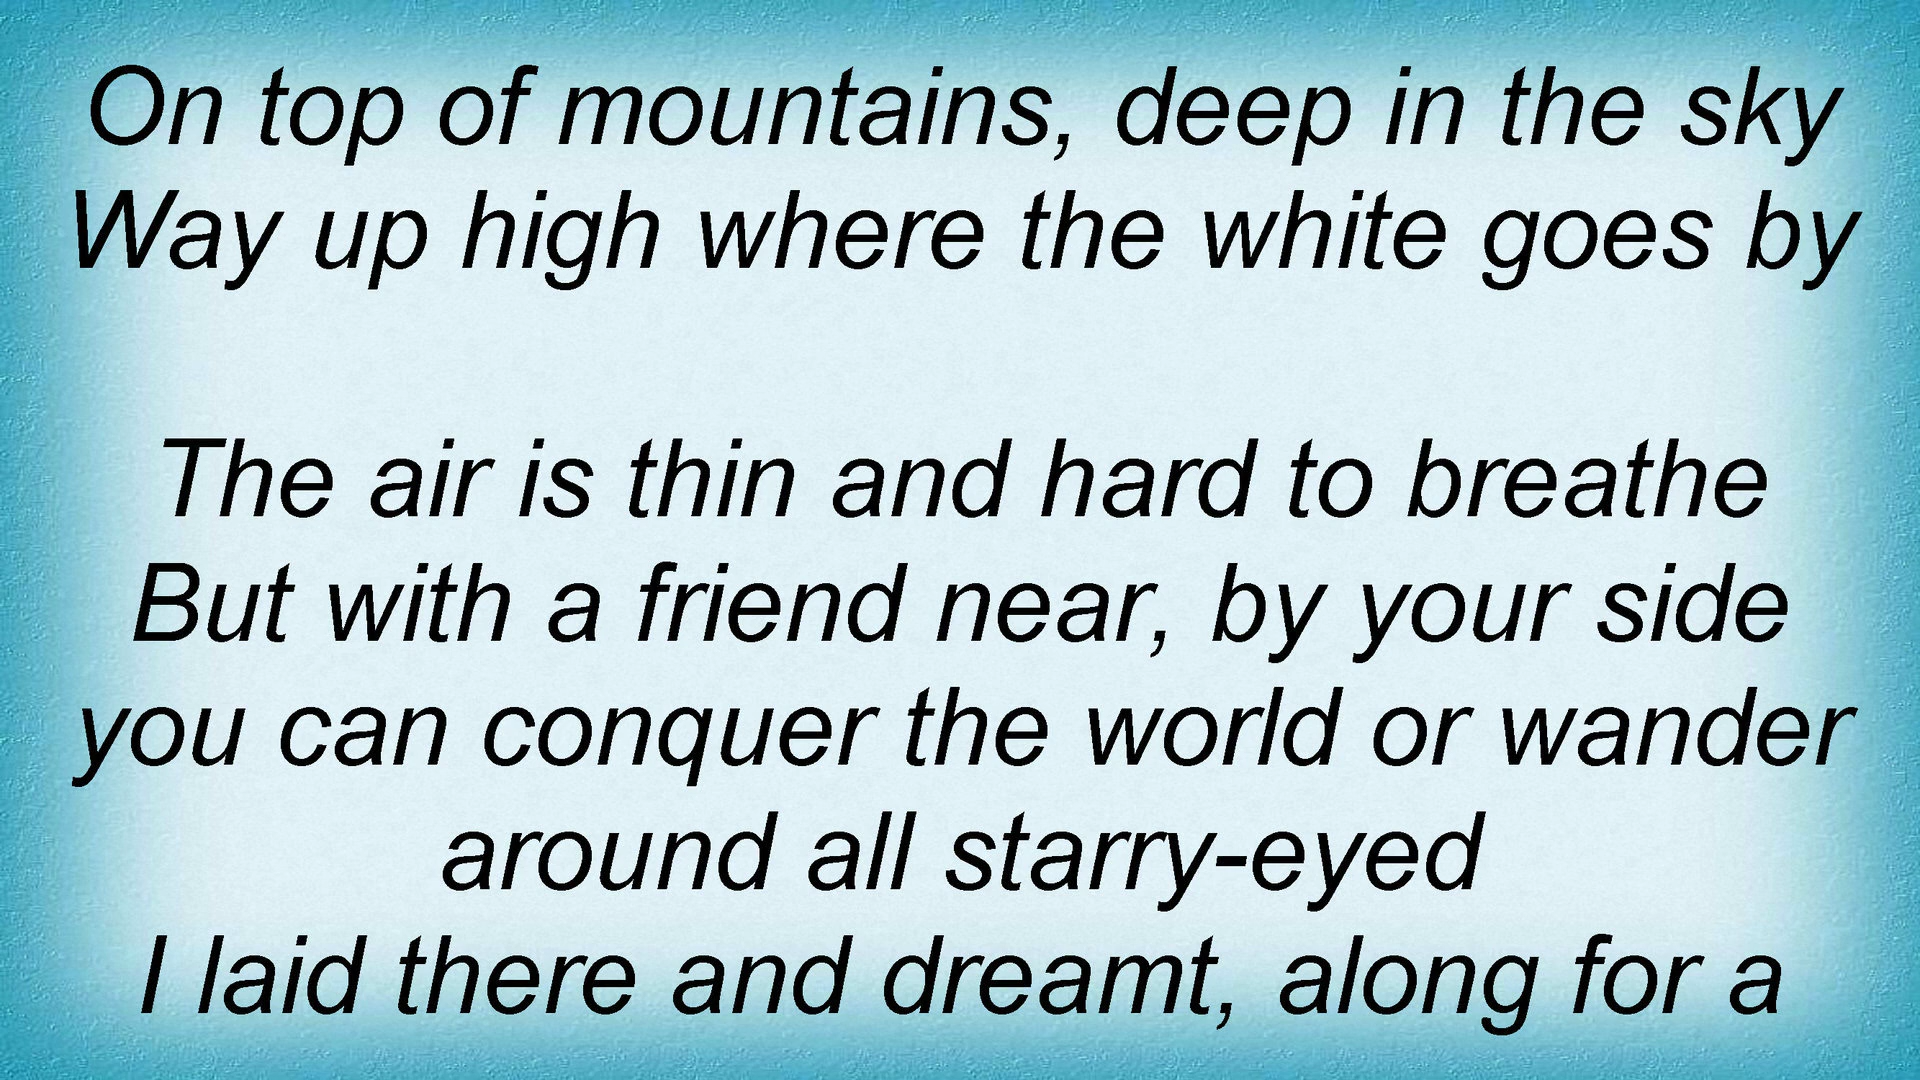 On top of mountains, deep in the sky
Way up high where the white goes by
The air is thin and hard to breathe
But with a friend near, by your side
you can conquer the world or wander
around all starry-eyed
I laid there and dreamt, along for a